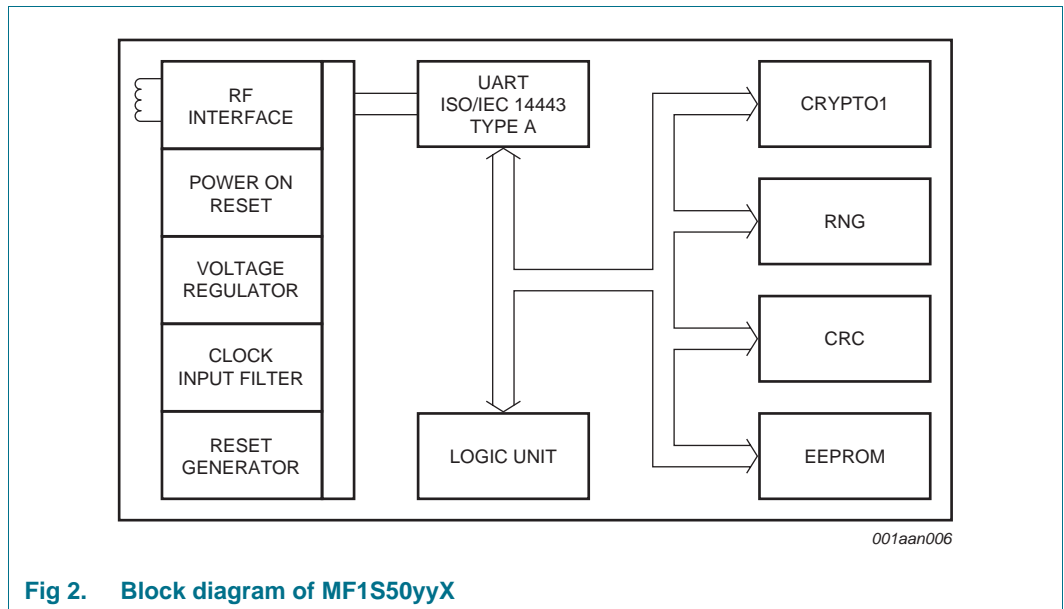 RF
INTERFACE
POWER ON
RESET
VOLTAGE
REGULATOR
CLOCK
INPUT FILTER
RESET
GENERATOR
UART
ISO/IEC 14443
TYPE A
LOGIC UNIT
CRYPTO1
RNG
CRC
EEPROM
001aan006
Fig 2. Block diagram of MF1S50yyX